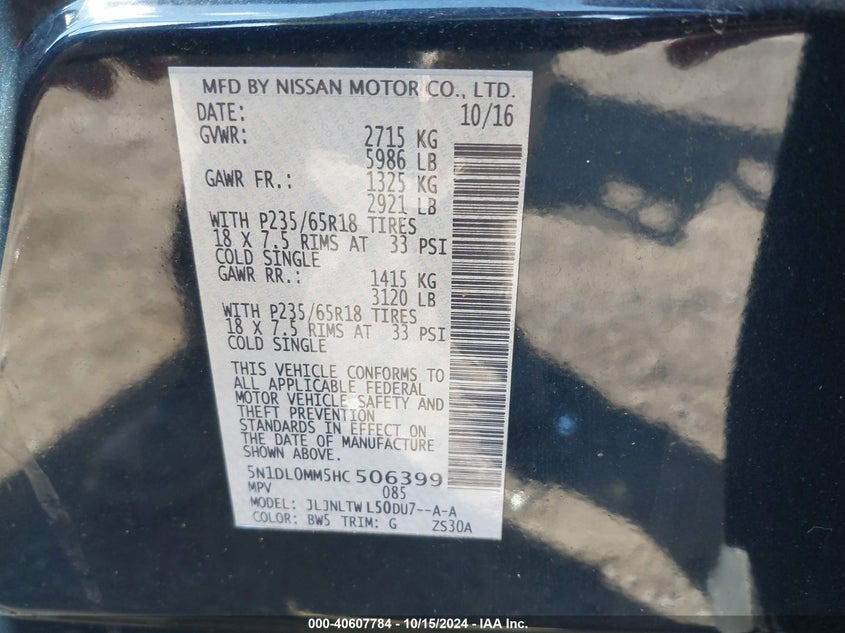 MFD BY NISSAN MOTOR CO., LTD.
DATE: 10/16
GVWR: 2715 KG
5986 LB
GAWR FR.: 1325 KG
2921 LB
WITH P235/65R18 TIRES
18 X 7.5 RIMS AT 33 PSI
COLD SINGLE
GAWR RR.: 1415 KG
3120 LB
WITH P235/65R18 TIRES
18 X 7.5 RIMS AT 33 PSI
COLD SINGLE
THIS VEHICLE CONFORMS TO
ALL APPLICABLE FEDERAL
MOTOR VEHICLE SAFETY AND
THEFT PREVENTION
STANDARDS IN EFFECT ON
THE DATE OF MANUFACTURE
SHOWN ABOVE.
5N1DL0MM5HC506399
MPV 085
MODEL: JLJNLTWL50DU7--A-A
COLOR: BW5 TRIM: G ZS30A
000-40607784 - 10/15/2024 - IAA Inc.